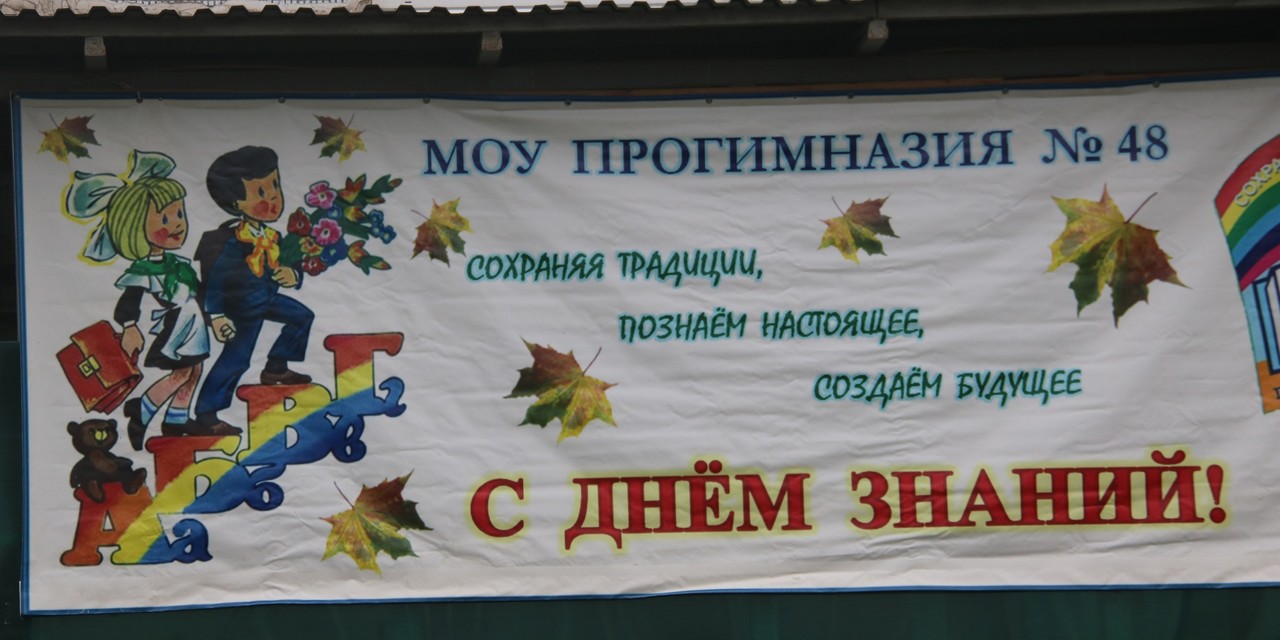 МОУ ПРОГИМНАЗИЯ № 48
СОХРАНЯЯ ТРАДИЦИИ,
ПОЗНАЁМ НАСТОЯЩЕЕ,
СОЗДАЁМ БУДУЩЕЕ
С ДНЁМ ЗНАНИЙ!
Г г
В в
Б б
А а